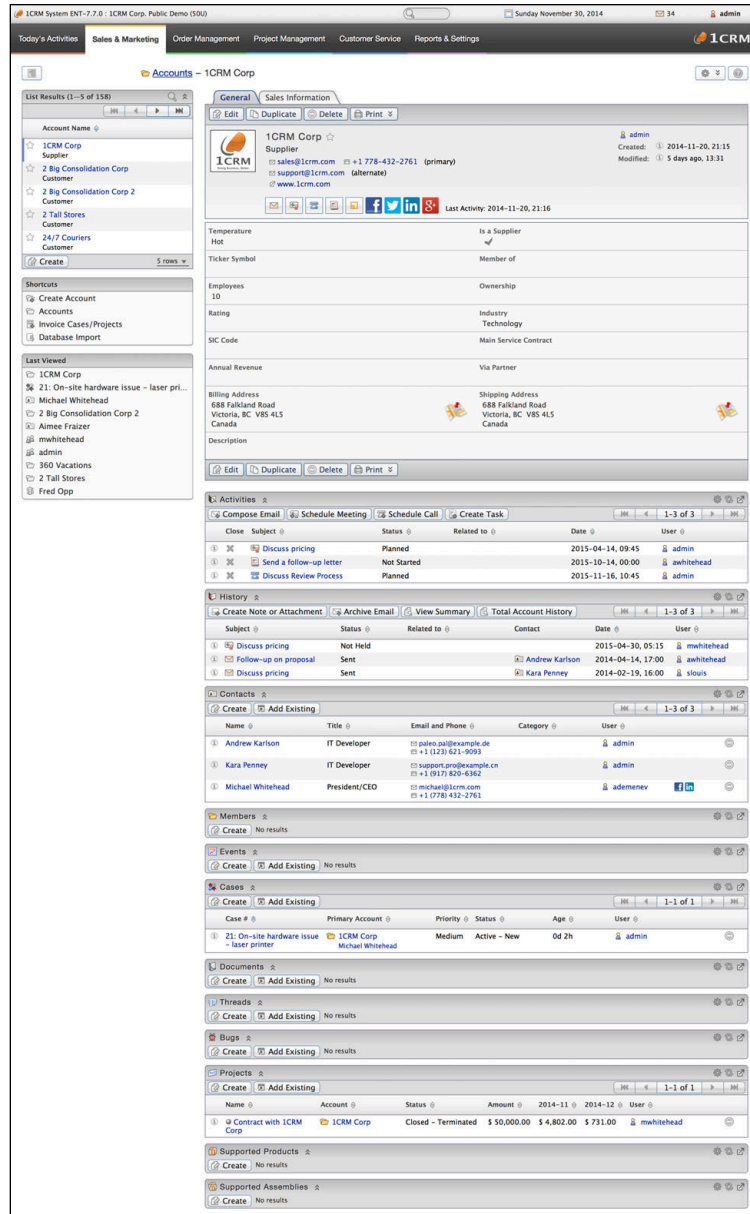 1CRM System ENT-7.7.0 : 1CRM Corp. Public Demo (50U)
Sunday November 30, 2014
34
admin
Today's Activities
Sales & Marketing
Order Management
Project Management
Customer Service
Reports & Settings
1CRM
Accounts – 1CRM Corp
List Results (1—5 of 158)
Account Name
1CRM Corp
Supplier
2 Big Consolidation Corp
Customer
2 Big Consolidation Corp 2
Customer
2 Tall Stores
Customer
24/7 Couriers
Customer
Create
5 rows
Shortcuts
Create Account
Accounts
Invoice Cases/Projects
Database Import
Last Viewed
1CRM Corp
21: On-site hardware issue – laser pri...
Michael Whitehead
2 Big Consolidation Corp 2
Aimee Fraizer
mwhitehead
admin
360 Vacations
2 Tall Stores
Fred Opp
General Sales Information
Edit Duplicate Delete Print
1CRM
1CRM Corp
Supplier
sales@1crm.com +1 778-432-2761 (primary)
support@1crm.com (alternate)
www.1crm.com
admin
Created: 2014-11-20, 21:15
Modified: 5 days ago, 13:31
Last Activity: 2014-11-20, 21:16
Temperature
Hot
Is a Supplier
Ticker Symbol
Member of
Employees
10
Ownership
Rating
Industry
Technology
SIC Code
Main Service Contract
Annual Revenue
Via Partner
Billing Address
688 Falkland Road
Victoria, BC V8S 4L5
Canada
Shipping Address
688 Falkland Road
Victoria, BC V8S 4L5
Canada
Description
Edit Duplicate Delete Print
Activities
Compose Email Schedule Meeting Schedule Call Create Task 1-3 of 3
Close Subject Status Related to Date User
Discuss pricing Planned 2015-04-14, 09:45 admin
Send a follow-up letter Not Started 2015-10-14, 00:00 awhitehead
Discuss Review Process Planned 2015-11-16, 10:45 admin
History
Create Note or Attachment Archive Email View Summary Total Account History 1-3 of 3
Subject Status Related to Contact Date User
Discuss pricing Not Held 2015-04-30, 05:15 mwhitehead
Follow-up on proposal Sent Andrew Karlson 2014-04-14, 17:00 awhitehead
Discuss pricing Sent Kara Penney 2014-02-19, 16:00 slouis
Contacts
Create Add Existing 1-3 of 3
Name Title Email and Phone Category User
Andrew Karlson IT Developer paleo.pal@example.de admin
+1 (123) 621-9093
Kara Penney IT Developer support.pro@example.cn admin
+1 (917) 820-6362
Michael Whitehead President/CEO michael@1crm.com ademenev
+1 (778) 432-2761
Members
Create No results
Events
Create Add Existing No results
Cases
Create Add Existing 1-1 of 1
Case # Primary Account Priority Status Age User
21: On-site hardware issue 1CRM Corp Medium Active – New 0d 2h admin
– laser printer Michael Whitehead
Documents
Create Add Existing No results
Threads
Create Add Existing No results
Bugs
Create Add Existing No results
Projects
Create Add Existing 1-1 of 1
Name Account Status Amount 2014-11 2014-12 User
Contract with 1CRM 1CRM Corp Closed – Terminated $ 50,000.00 $ 4,802.00 $ 731.00 mwhitehead
Corp
Supported Products
Create No results
Supported Assemblies
Create No results